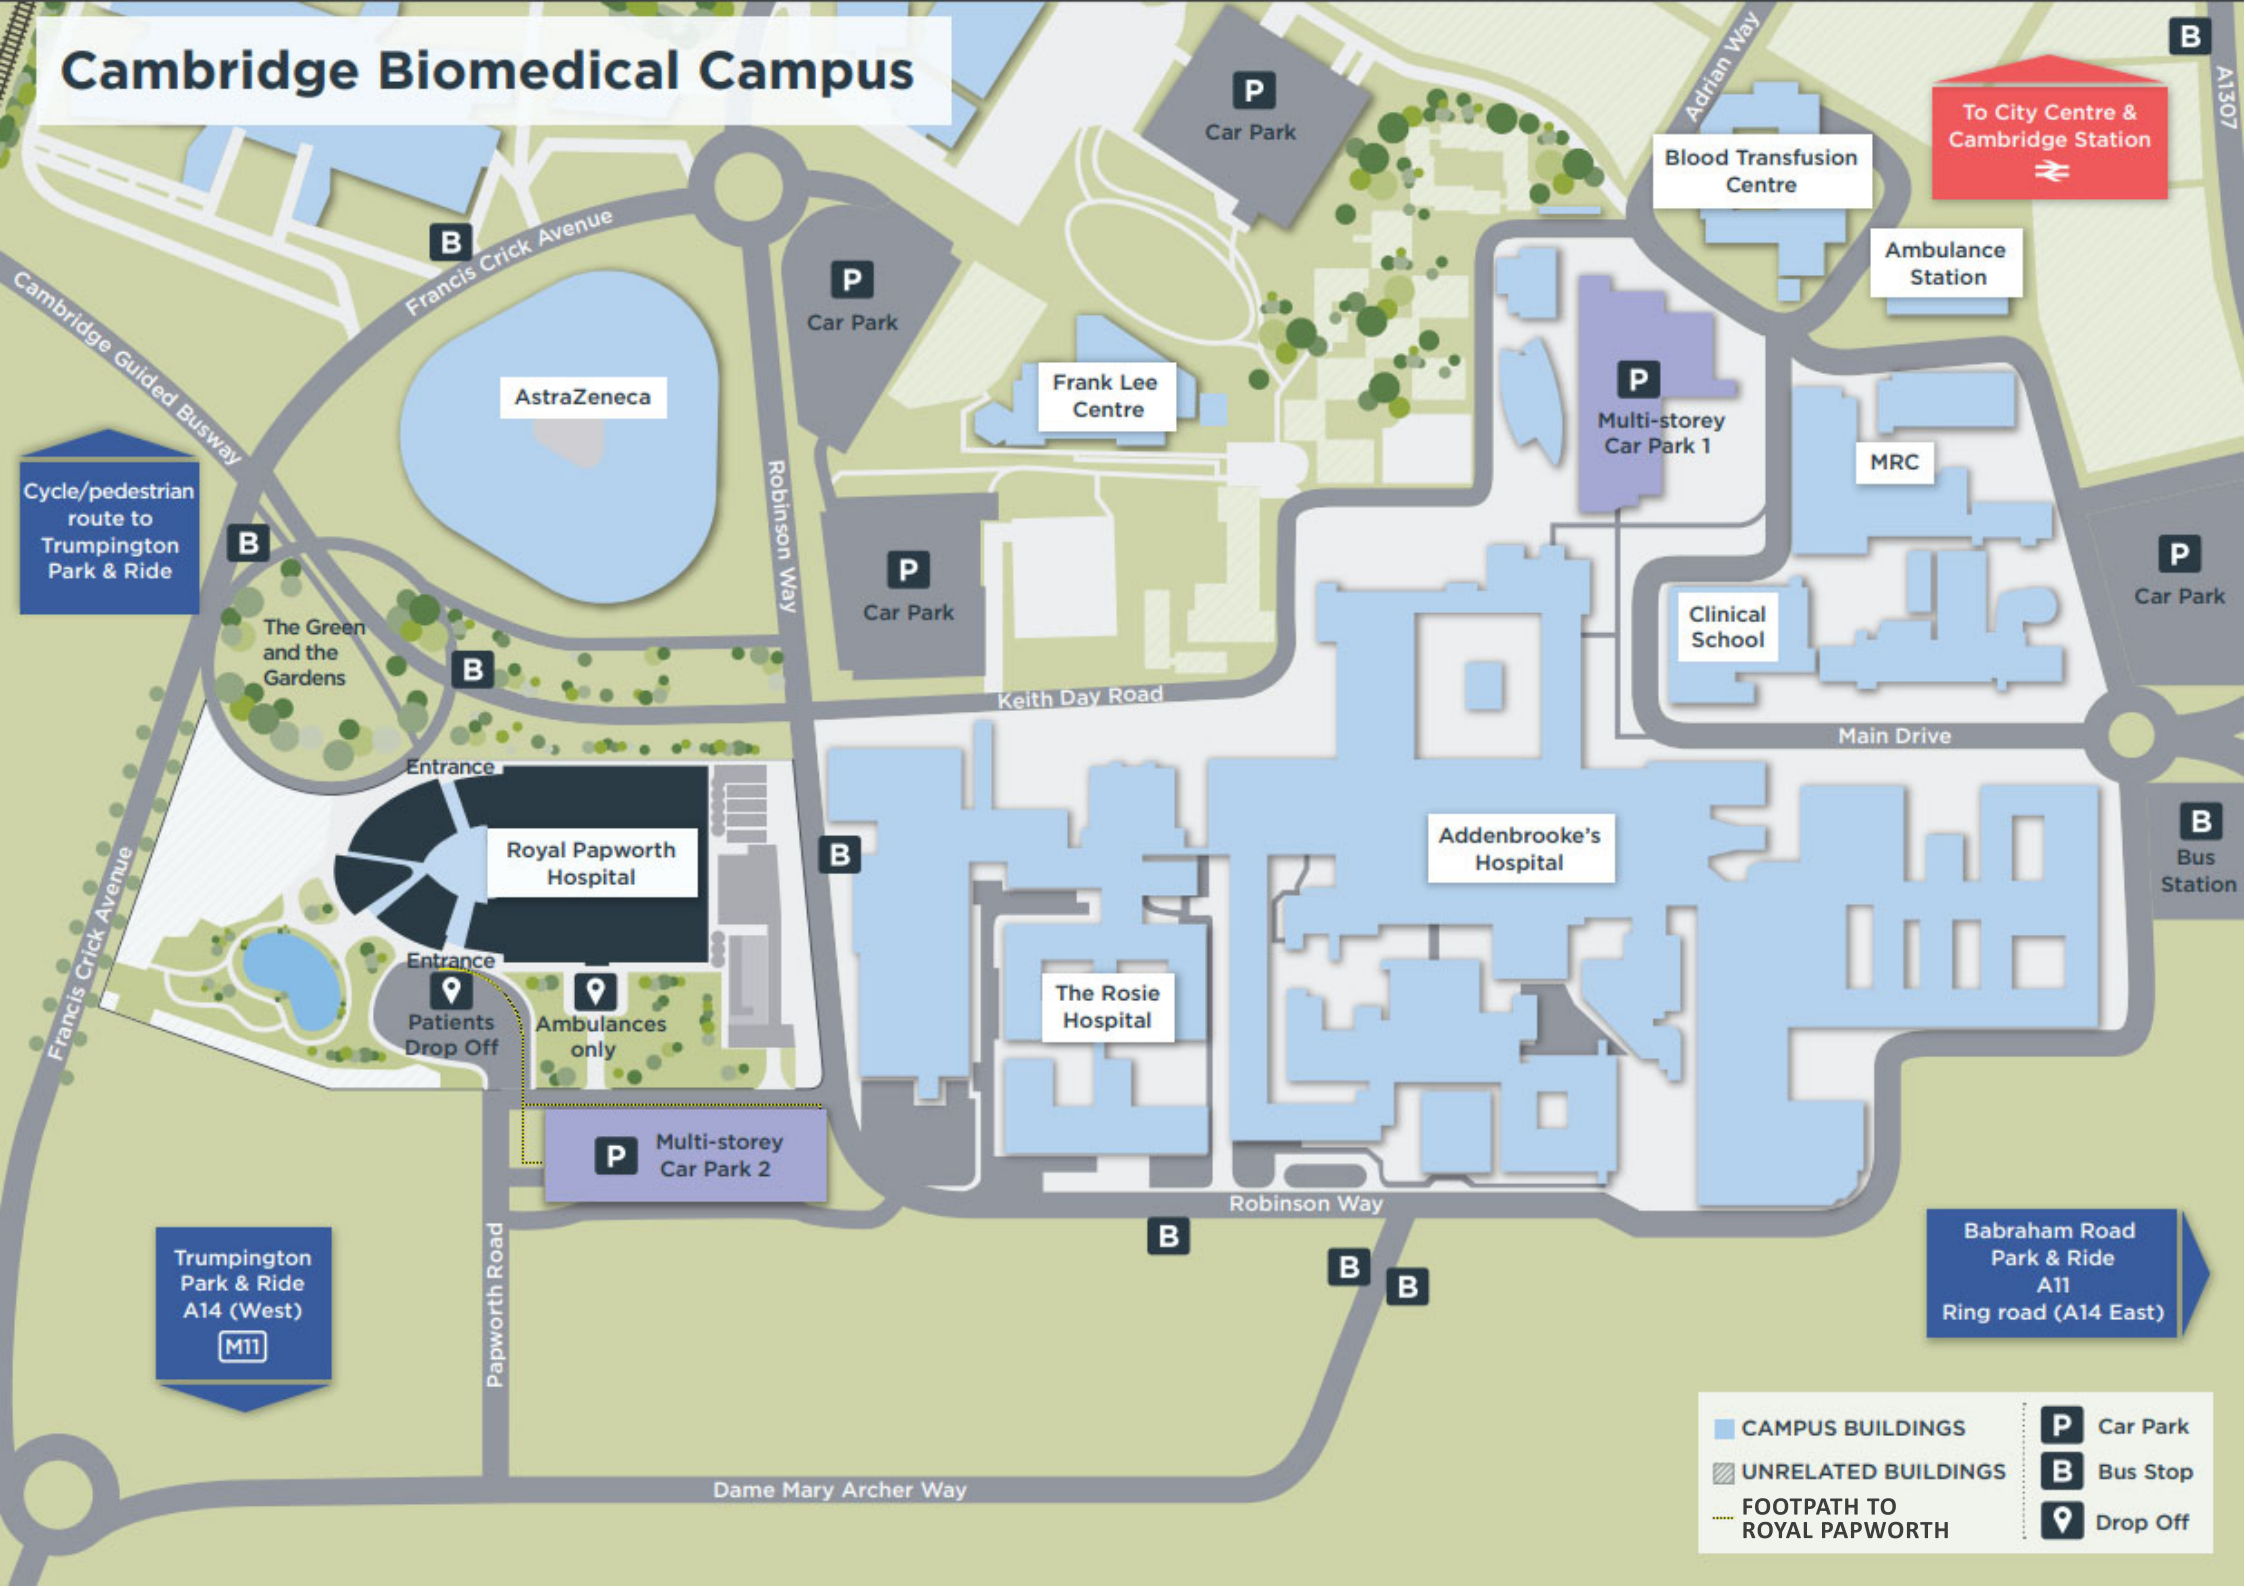 Cambridge Biomedical Campus
B
A1307
P
Car Park
Adrian Way
To City Centre &
Cambridge Station
Blood Transfusion
Centre
B
Francis Crick Avenue
Ambulance
Station
P
Car Park
Cambridge Guided Busway
AstraZeneca
Frank Lee
Centre
P
Multi-storey
Car Park 1
MRC
Cycle/pedestrian
route to
Trumpington
Park & Ride
B
Robinson Way
P
Car Park
P
Car Park
Clinical
School
The Green
and the
Gardens
B
Keith Day Road
Main Drive
Entrance
Royal Papworth
Hospital
B
Addenbrooke's
Hospital
B
Bus
Station
Francis Crick Avenue
Entrance
Patients
Drop Off
Ambulances
only
The Rosie
Hospital
P
Multi-storey
Car Park 2
Robinson Way
B
B
B
Papworth Road
Trumpington
Park & Ride
A14 (West)
M11
Babraham Road
Park & Ride
A11
Ring road (A14 East)
Dame Mary Archer Way
CAMPUS BUILDINGS
UNRELATED BUILDINGS
FOOTPATH TO
ROYAL PAPWORTH
P Car Park
B Bus Stop
Drop Off